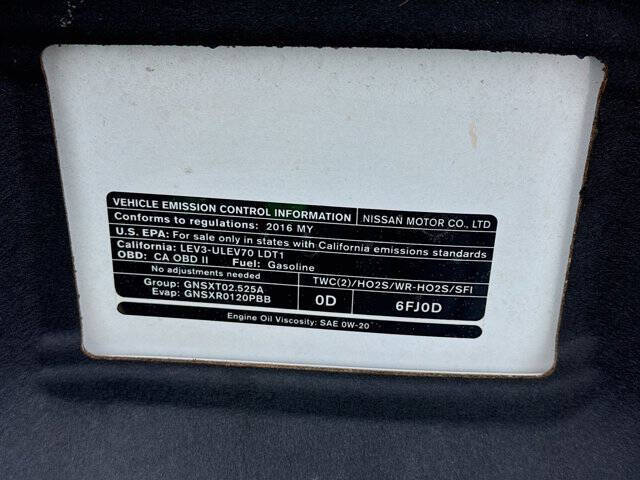 VEHICLE EMISSION CONTROL INFORMATION NISSAN MOTOR CO., LTD
Conforms to regulations: 2016 MY
U.S. EPA: For sale only in states with California emissions standards
California: LEV3-ULEV70 LDT1
OBD: CA OBD II Fuel: Gasoline
No adjustments needed TWC(2)/HO2S/WR-HO2S/SFI
Group: GNSXT02.525A
Evap: GNSXR0120PBB
0D 6FJ0D
Engine Oil Viscosity: SAE 0W-20